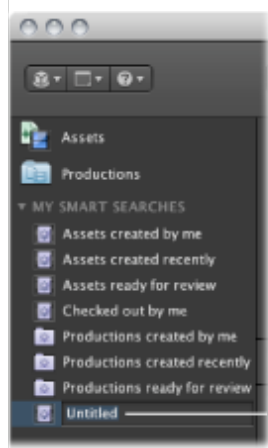 Assets
Productions
MY SMART SEARCHES
Assets created by me
Assets created recently
Assets ready for review
Checked out by me
Productions created by me
Productions created recently
Productions ready for review
Untitled